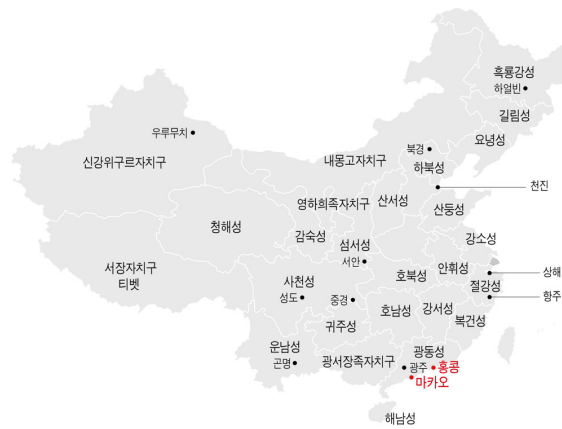 흑룡강성
하얼빈
길림성
요녕성
우루무치
북경
내몽고자치구
신강위구르자치구
하북성
천진
영하희족자치구
산서성
산둥성
청해성
감숙성
강소성
섬서성
서안
서장자치구
티벳
호북성
안휘성
상해
사천성
절강성
성도
중경
항주
호남성
강서성
귀주성
복건성
운남성
광동성
곤명
광서장족자치구
광주
홍콩
마카오
해남성